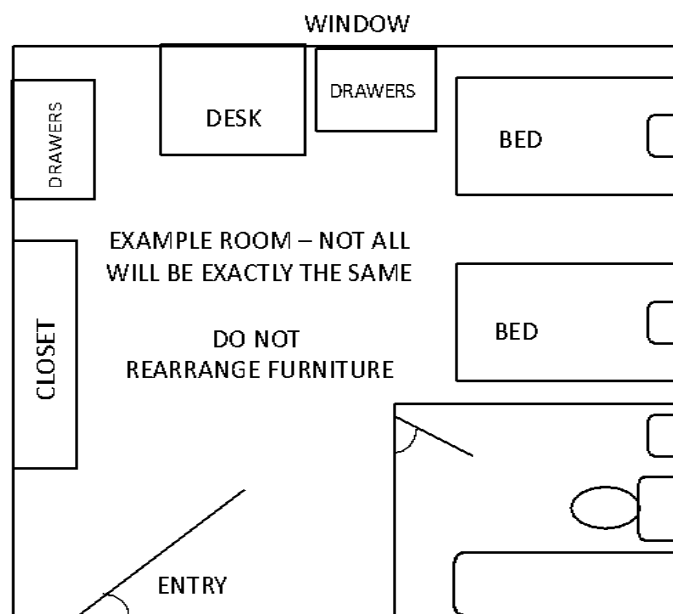 WINDOW
DRAWERS
DESK
DRAWERS
BED
EXAMPLE ROOM – NOT ALL
WILL BE EXACTLY THE SAME
DO NOT
REARRANGE FURNITURE
BED
CLOSET
ENTRY